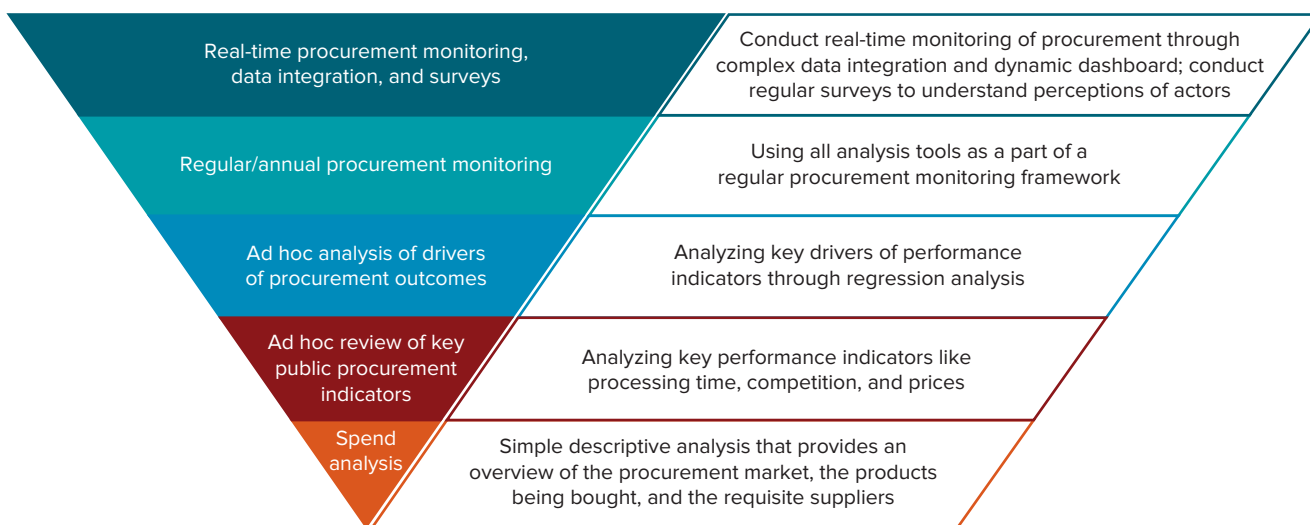 Real-time procurement monitoring,
data integration, and surveys
Conduct real-time monitoring of procurement through
complex data integration and dynamic dashboard; conduct
regular surveys to understand perceptions of actors
Regular/annual procurement monitoring
Using all analysis tools as a part of a
regular procurement monitoring framework
Ad hoc analysis of drivers
of procurement outcomes
Analyzing key drivers of performance
indicators through regression analysis
Ad hoc review of key
public procurement
indicators
Analyzing key performance indicators like
processing time, competition, and prices
Spend
analysis
Simple descriptive analysis that provides an
overview of the procurement market, the products
being bought, and the requisite suppliers